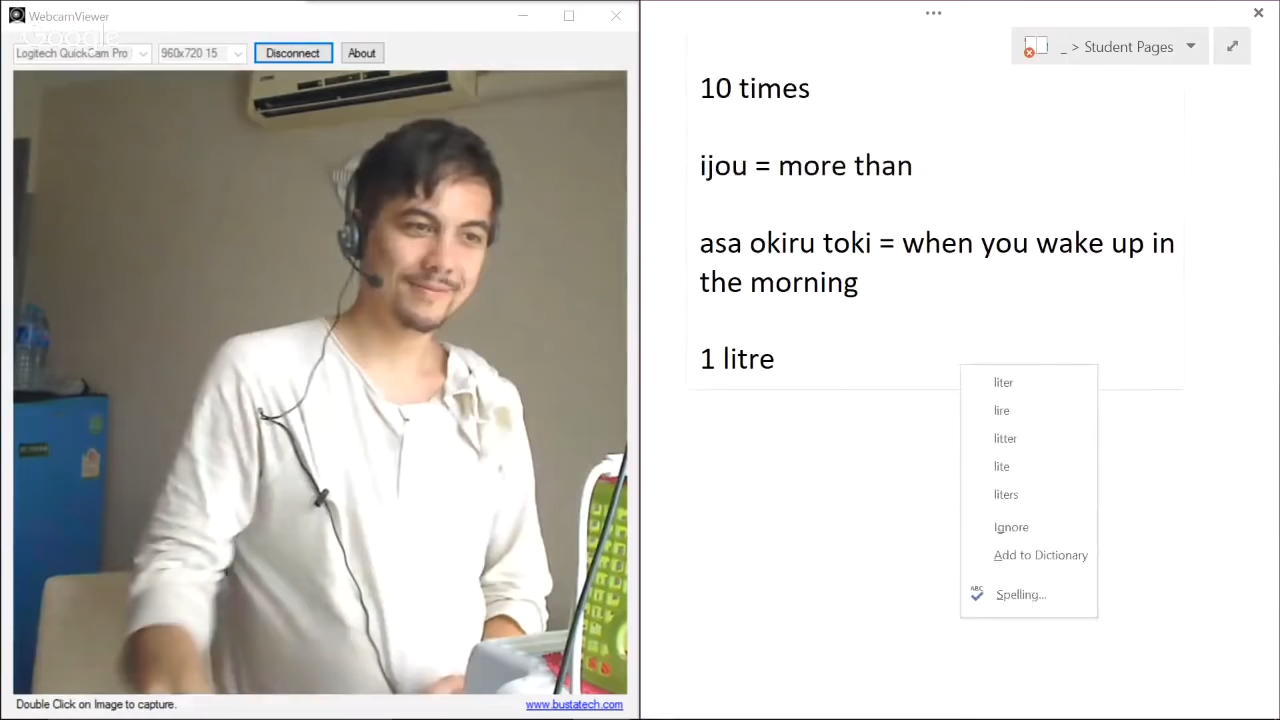 WebcamViewer
Google
Logitech QuickCam Pro
960x720 15
Disconnect
About
Double Click on Image to capture.
www.bustatech.com
_ > Student Pages
10 times
ijou = more than
asa okiru toki = when you wake up in
the morning
1 litre
liter
lire
litter
lite
liters
Ignore
Add to Dictionary
ABC
Spelling...